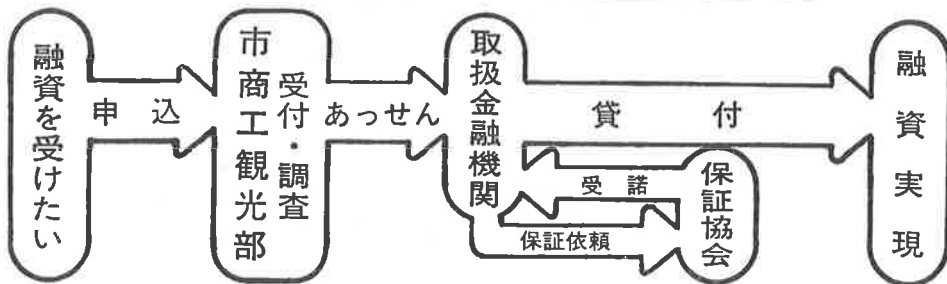 融資を受けたい
申込
市商工観光部
受付・調査
あっせん
取扱金融機関
貸付
受諾
保証依頼
保証協会
融資実現